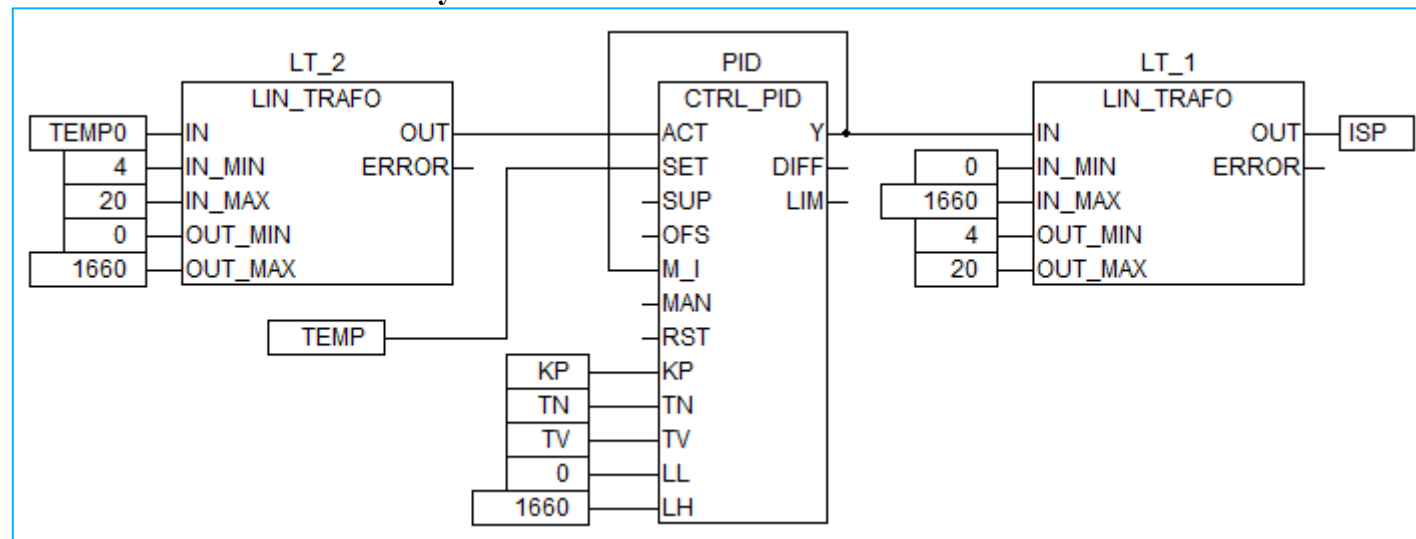 y
LT_2
LIN_TRAFO
TEMP0 IN OUT
4 IN_MIN ERROR
20 IN_MAX
0 OUT_MIN
1660 OUT_MAX
TEMP
PID
CTRL_PID
ACT Y
SET DIFF
SUP LIM
OFS
M_I
MAN
RST
KP KP
TN TN
TV TV
0 LL
1660 LH
LT_1
LIN_TRAFO
IN OUT ISP
0 IN_MIN ERROR
1660 IN_MAX
4 OUT_MIN
20 OUT_MAX